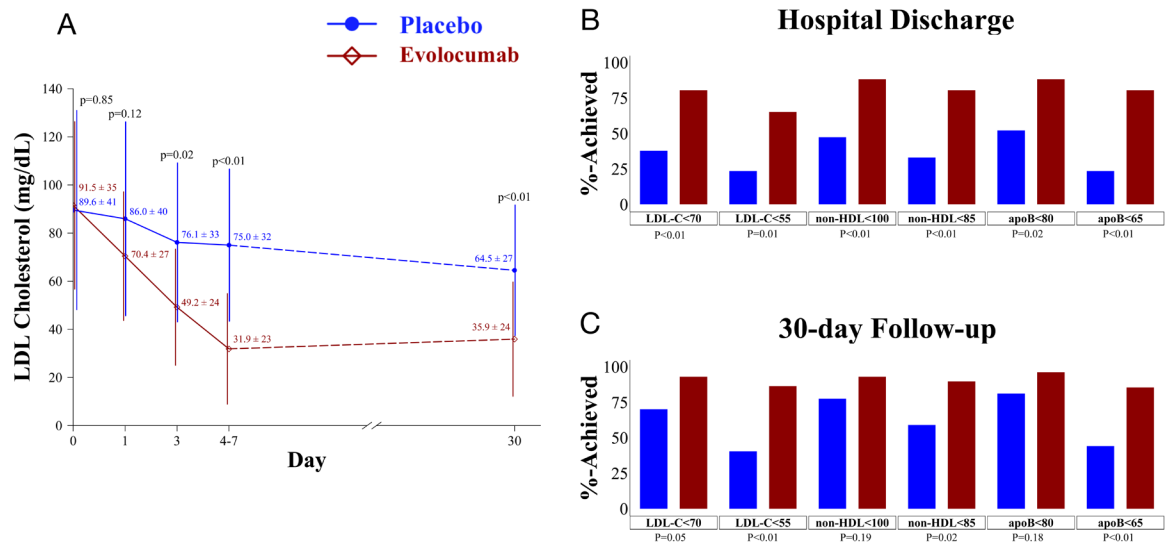 A
Placebo
Evolocumab
LDL Cholesterol (mg/dL)
140
120
100
80
60
40
20
0
p=0.85
p=0.12
p=0.02
p<0.01
p<0.01
91.5 ± 35
89.6 ± 41
86.0 ± 40
76.1 ± 33
75.0 ± 32
64.5 ± 27
70.4 ± 27
49.2 ± 24
31.9 ± 23
35.9 ± 24
0 1 3 4-7 30
Day
B
Hospital Discharge
%-Achieved
100
75
50
25
0
LDL-C<70 LDL-C<55 non-HDL<100 non-HDL<85 apoB<80 apoB<65
P<0.01 P=0.01 P<0.01 P<0.01 P=0.02 P<0.01
C
30-day Follow-up
%-Achieved
100
75
50
25
0
LDL-C<70 LDL-C<55 non-HDL<100 non-HDL<85 apoB<80 apoB<65
P=0.05 P<0.01 P=0.19 P=0.02 P=0.18 P<0.01